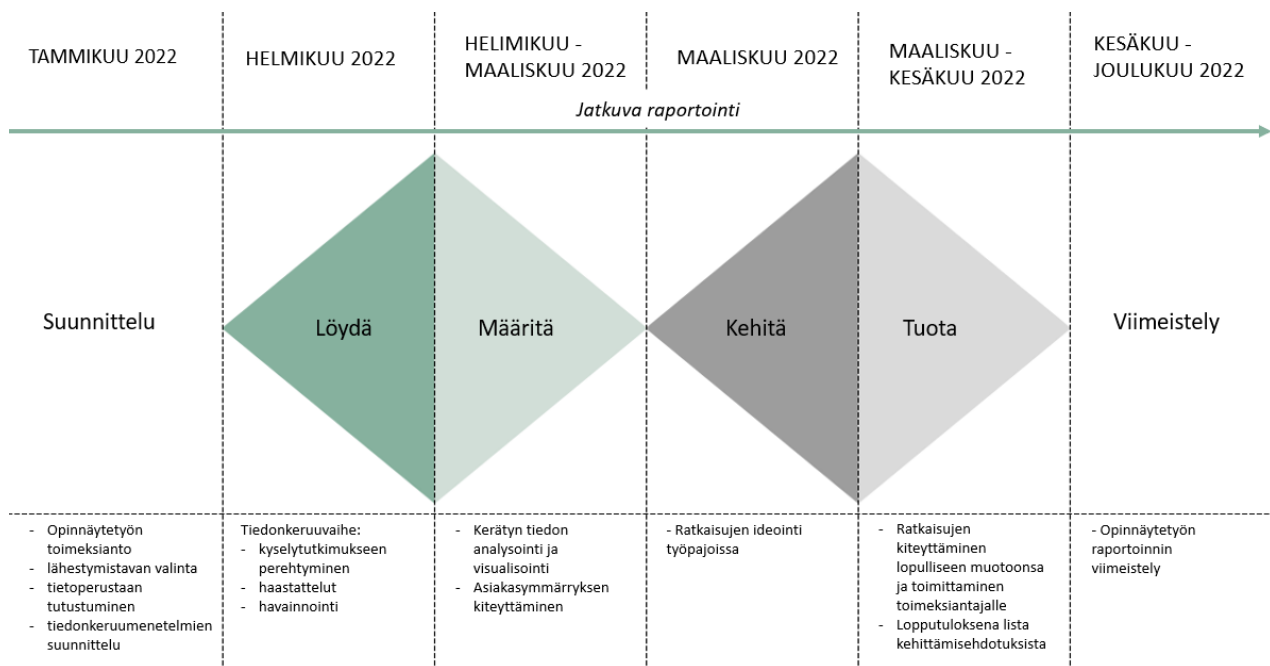 TAMMIKUU 2022
HELMIKUU 2022
HELIMIKUU -
MAALISKUU 2022
MAALISKUU 2022
MAALISKUU -
KESÄKUU 2022
KESÄKUU -
JOULUKUU 2022
Jatkuva raportointi
Suunnittelu
Löydä
Määritä
Kehitä
Tuota
Viimeistely
- Opinnäytetyön
toimeksianto
- lähestymistavan valinta
- tietoperustaan
tutustuminen
- tiedonkeruumenetelmien
suunnittelu
Tiedonkeruuvaihe:
- kyselytutkimukseen
perehtyminen
- haastattelut
- havainnointi
- Kerätyn tiedon
analysointi ja
visualisointi
- Asiakasymmärryksen
kiteyttäminen
- Ratkaisujen ideointi
työpajoissa
- Ratkaisujen
kiteyttäminen
lopulliseen muotoonsa
ja toimittaminen
toimeksiantajalle
- Lopputuloksena lista
kehittämisehdotuksista
- Opinnäytetyön
raportoinnin
viimeistely